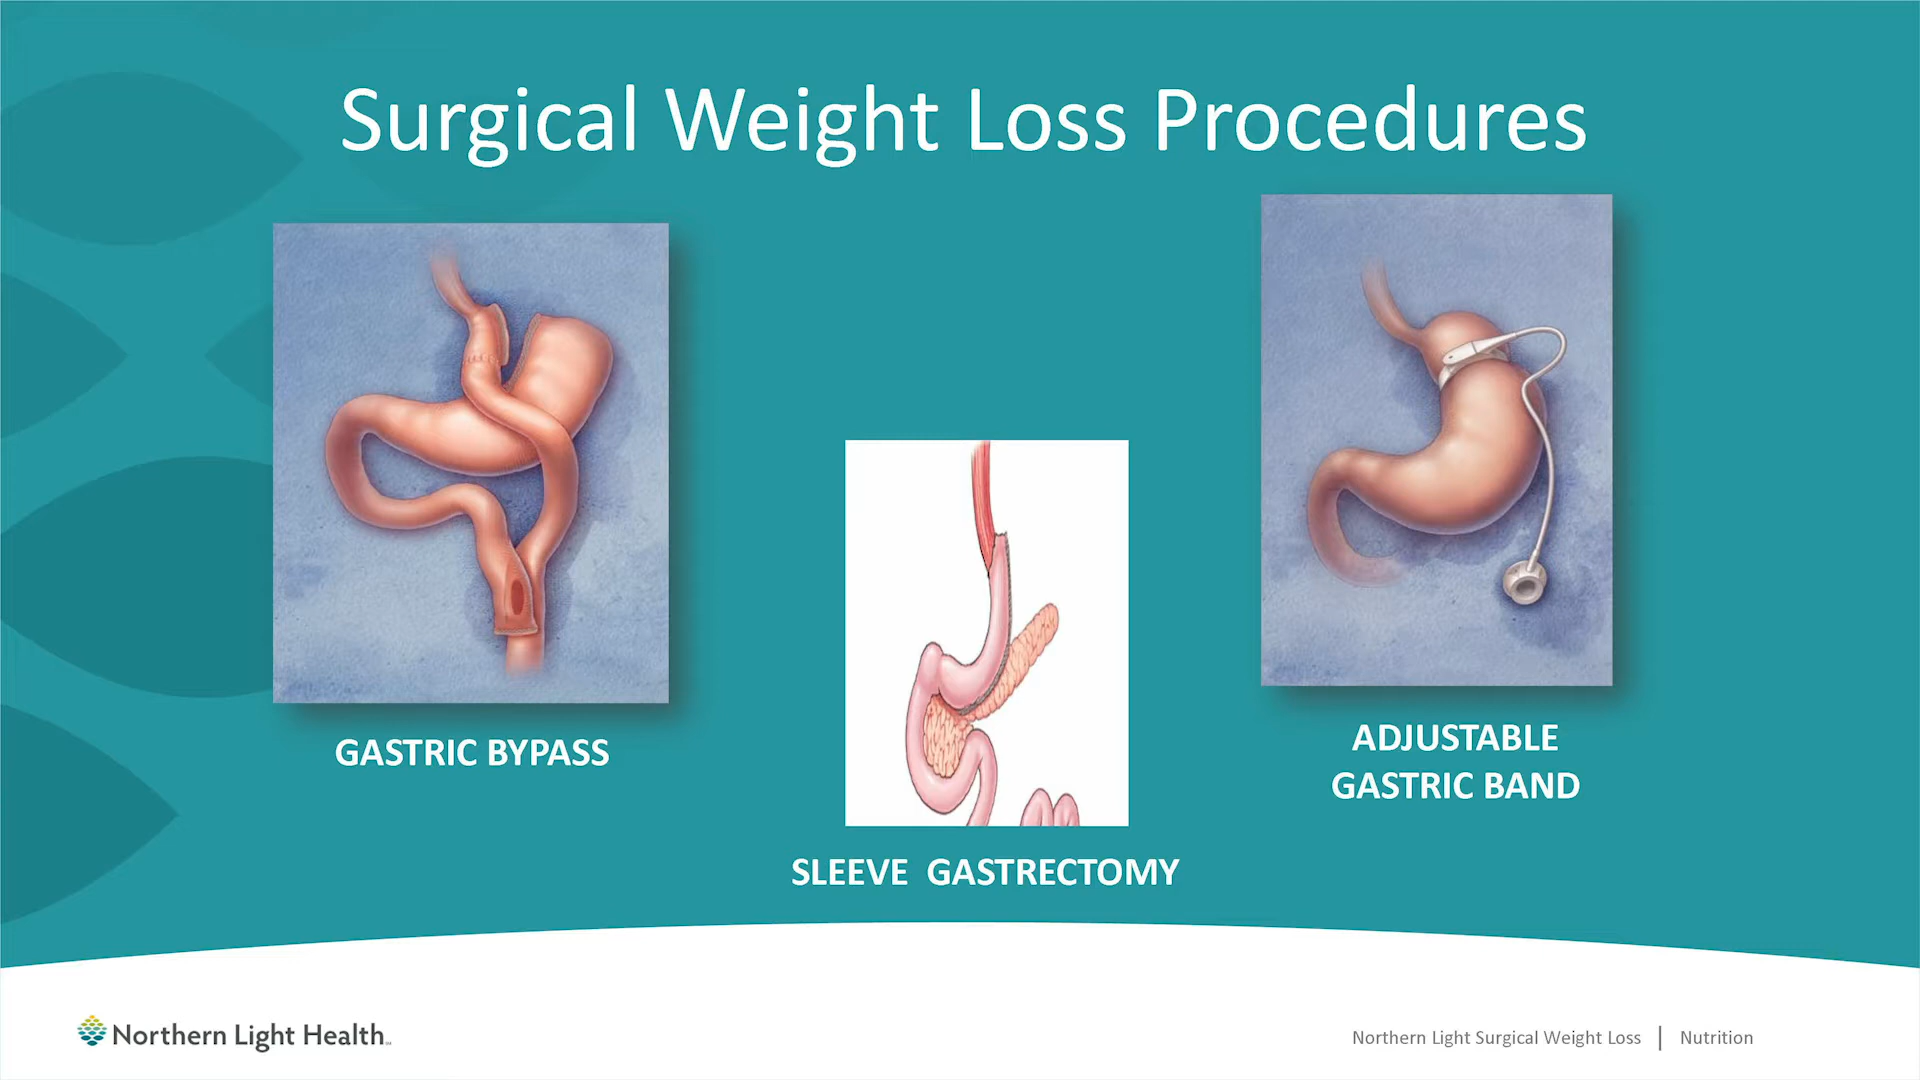 Surgical Weight Loss Procedures
GASTRIC BYPASS
SLEEVE GASTRECTOMY
ADJUSTABLE
GASTRIC BAND
Northern Light Health
Northern Light Surgical Weight Loss | Nutrition